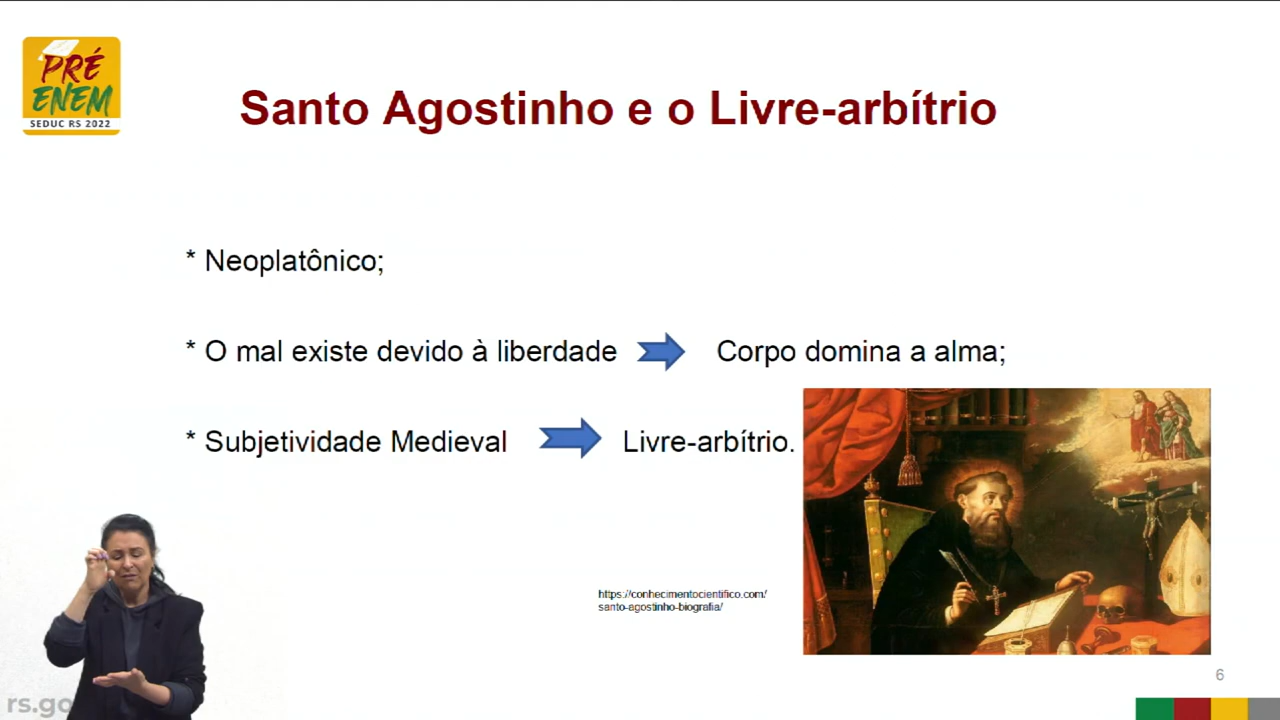 PRÉ
ENEM
SEDUC RS 2022
Santo Agostinho e o Livre-arbítrio
* Neoplatônico;
* O mal existe devido à liberdade Corpo domina a alma;
* Subjetividade Medieval Livre-arbítrio.
https://conhecimentocientifico.com/
santo-agostinho-biografia/
6
rs.go